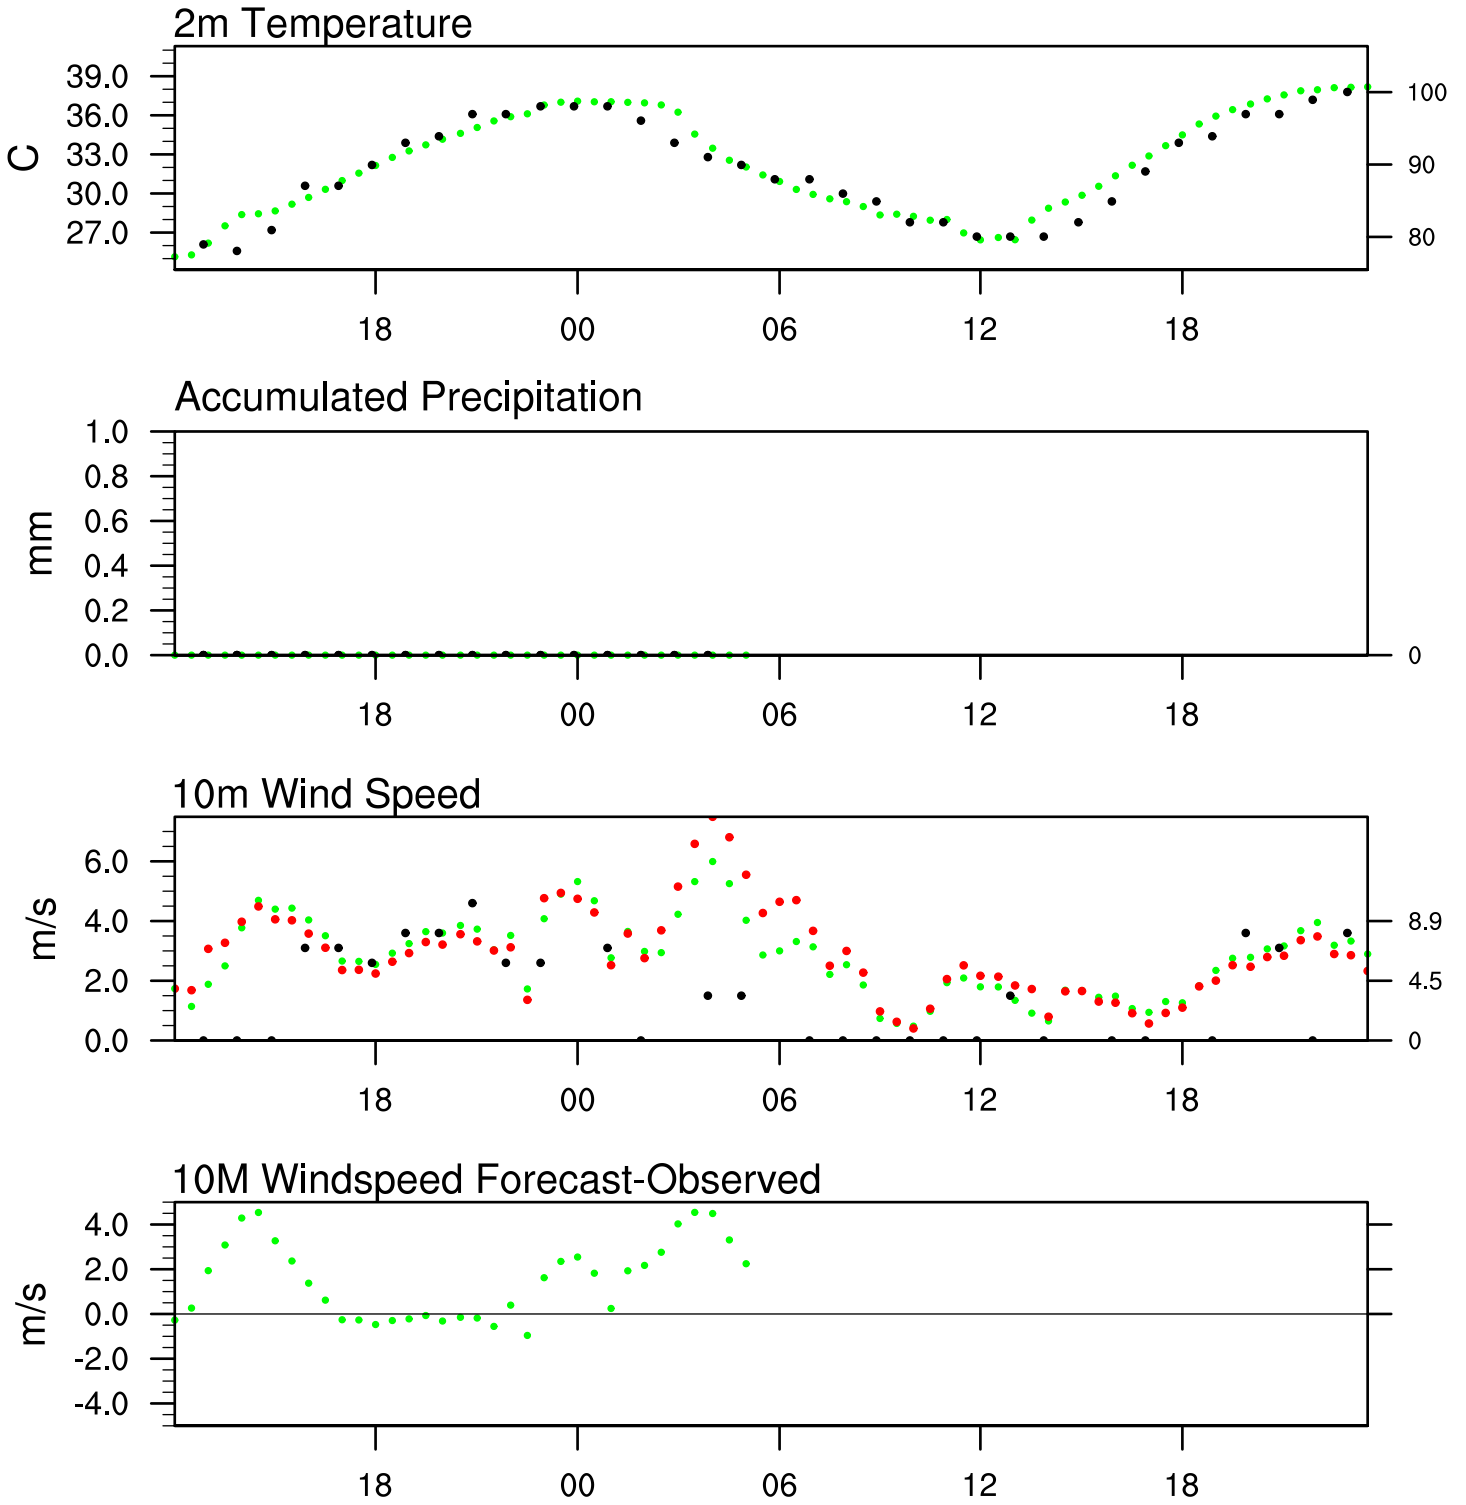 2m Temperature
C
39.0
36.0
33.0
30.0
27.0
100
90
80
18 00 06 12 18
Accumulated Precipitation
mm
1.0
0.8
0.6
0.4
0.2
0.0
0
18 00 06 12 18
10m Wind Speed
m/s
6.0
4.0
2.0
0.0
8.9
4.5
0
18 00 06 12 18
10M Windspeed Forecast-Observed
m/s
4.0
2.0
0.0
-2.0
-4.0
18 00 06 12 18